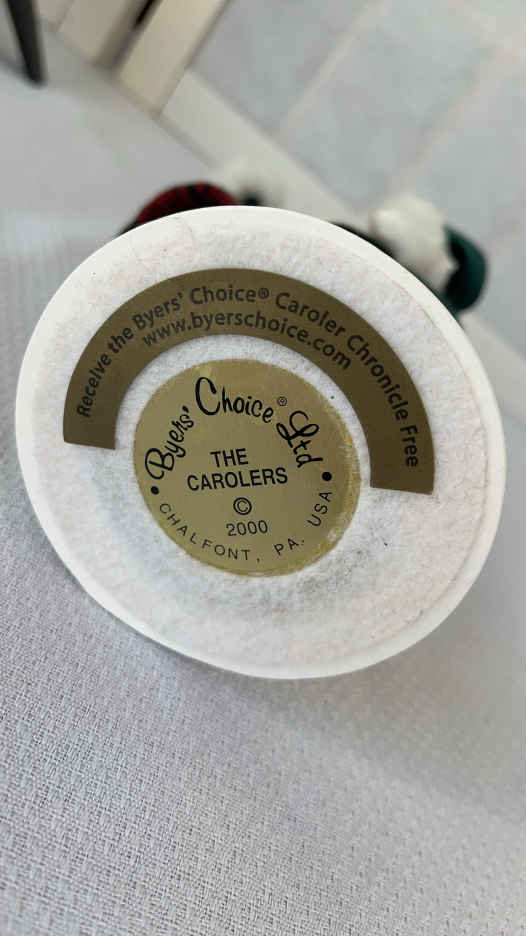 Receive the Byers' Choice® Caroler Chronicle Free
www.byerschoice.com
Byers' Choice® Ltd
THE
CAROLERS
©
2000
• CHALFONT, PA. USA •